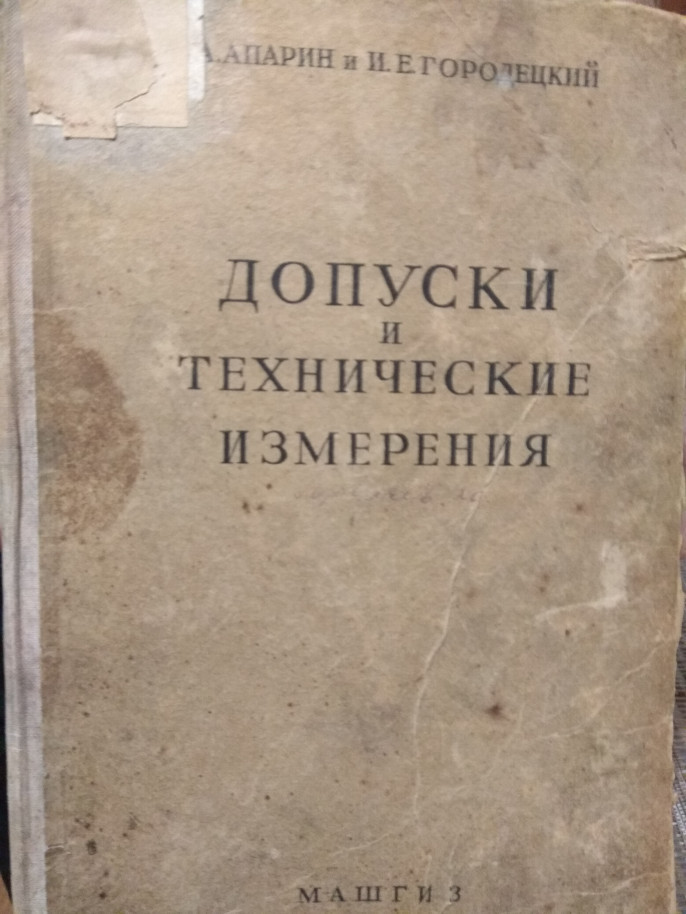 А. АПАРИН и И. Е. ГОРОДЕЦКИЙ
ДОПУСКИ
И
ТЕХНИЧЕСКИЕ
ИЗМЕРЕНИЯ
МАШГИЗ